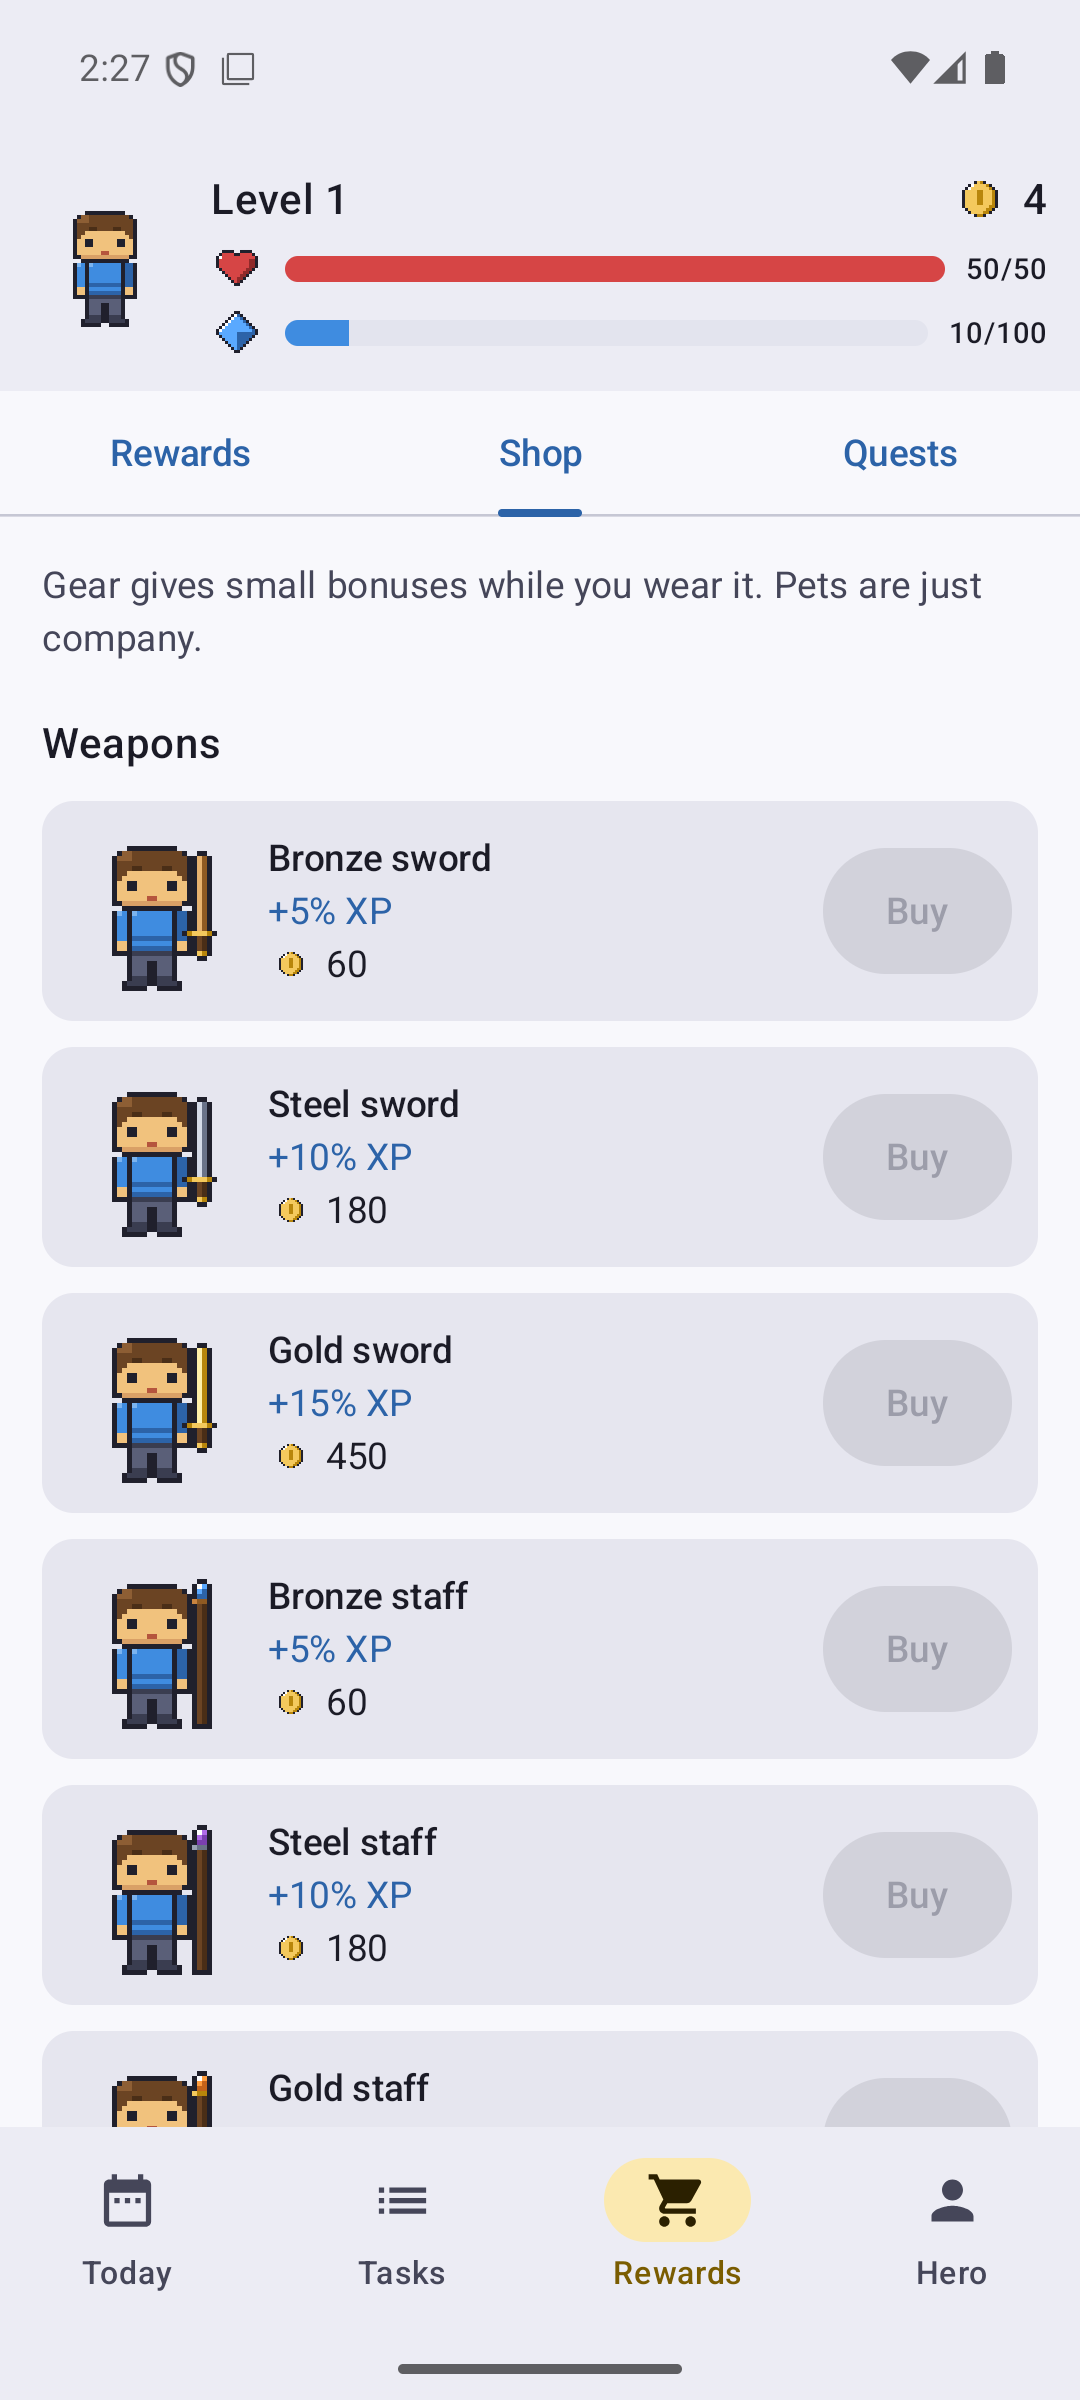 2:27
Level 1
4
50/50
10/100
Rewards
Shop
Quests
Gear gives small bonuses while you wear it. Pets are just
company.
Weapons
Bronze sword
+5% XP
60
Buy
Steel sword
+10% XP
180
Buy
Gold sword
+15% XP
450
Buy
Bronze staff
+5% XP
60
Buy
Steel staff
+10% XP
180
Buy
Gold staff
Today
Tasks
Rewards
Hero